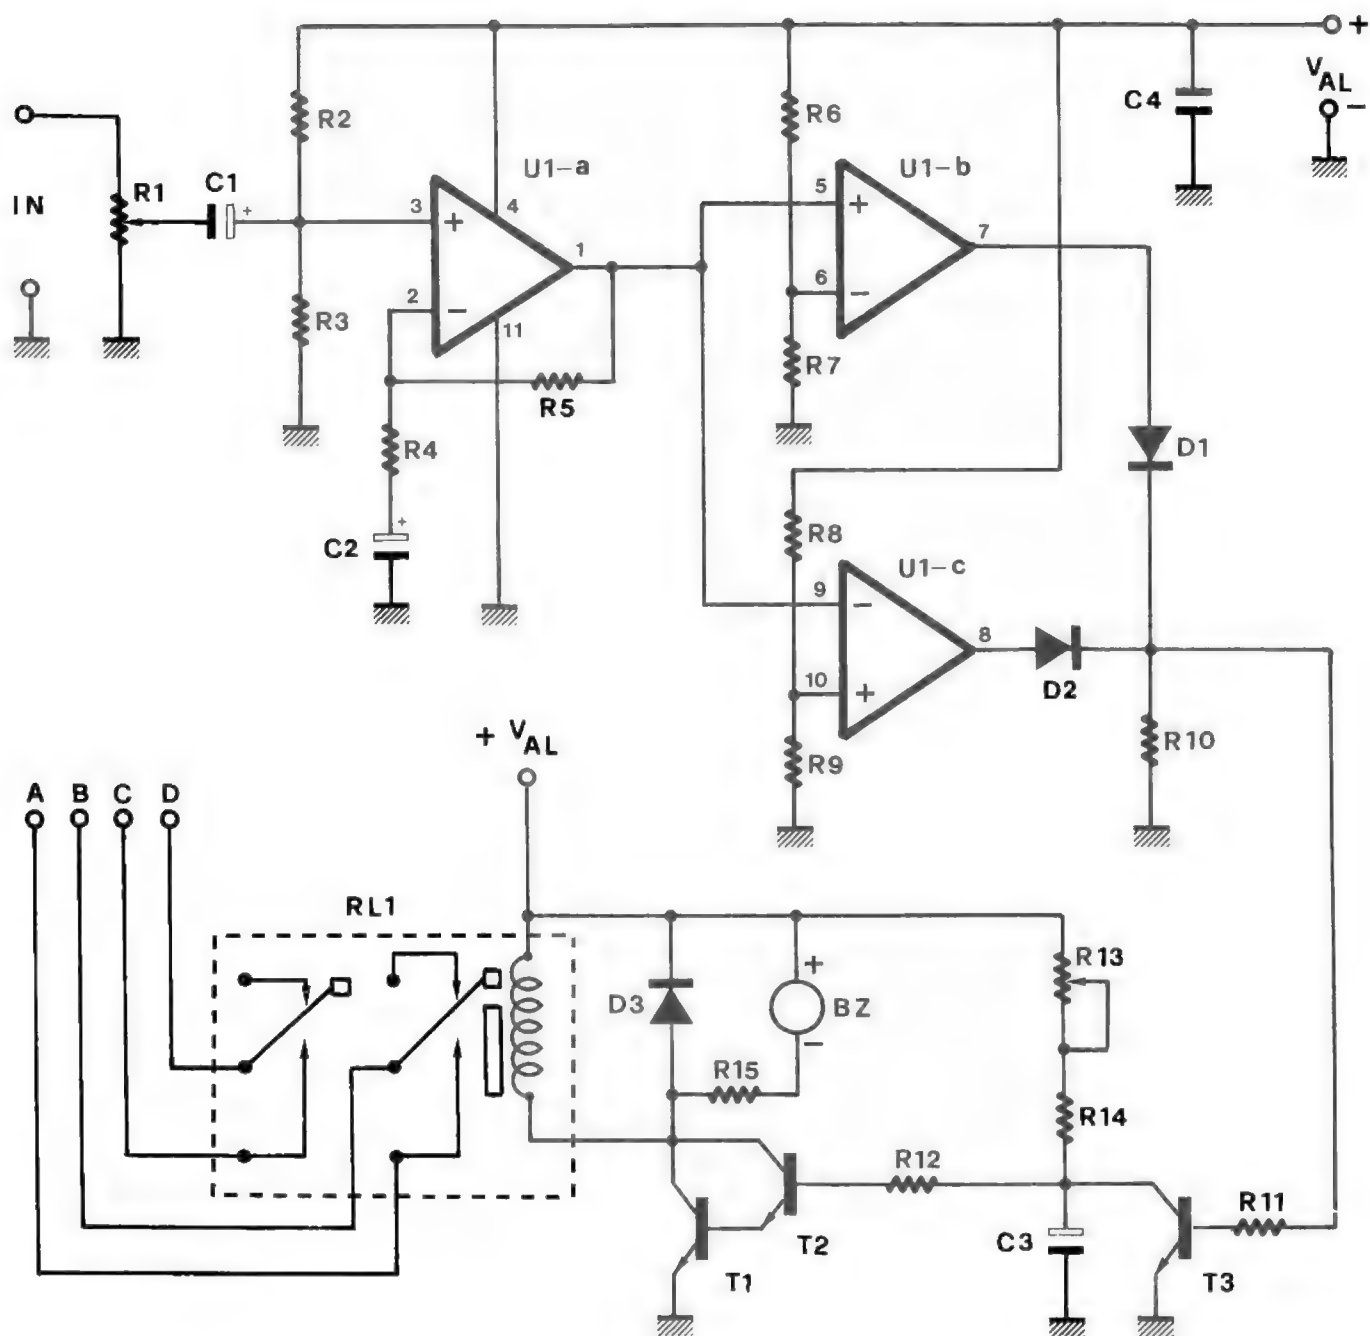 +
V AL
−
C4
R2
R6
U1-a
U1-b
IN
R1
C1
+
3
+
4
1
5
+
7
2
−
11
6
−
R3
R7
R5
R4
D1
+
C2
R8
U1-c
9
−
8
10
+
D2
R9
R10
+ V AL
A B C D
RL1
R13
+
D3
BZ
−
R15
R14
R12
R11
C3
T2
T1
T3